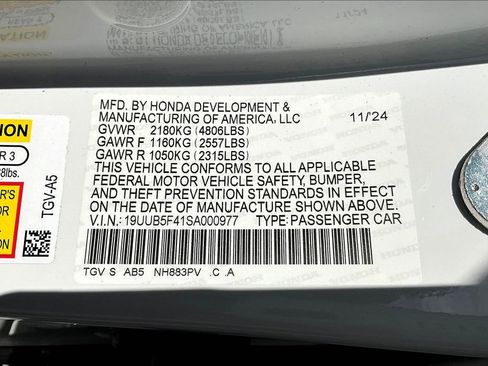 11/24
MFD. BY HONDA DEVELOPMENT &
MANUFACTURING OF AMERICA, LLC 11/'24
GVWR 2180KG (4806LBS)
GAWR F 1160KG (2557LBS)
GAWR R 1050KG (2315LBS)
THIS VEHICLE CONFORMS TO ALL APPLICABLE
FEDERAL MOTOR VEHICLE SAFETY, BUMPER,
AND THEFT PREVENTION STANDARDS IN EFFECT
ON THE DATE OF MANUFACTURE SHOWN ABOVE.
V.I.N.: 19UUB5F41SA000977 TYPE: PASSENGER CAR
TGV S AB5 NH883PV .C .A
TGV-A5